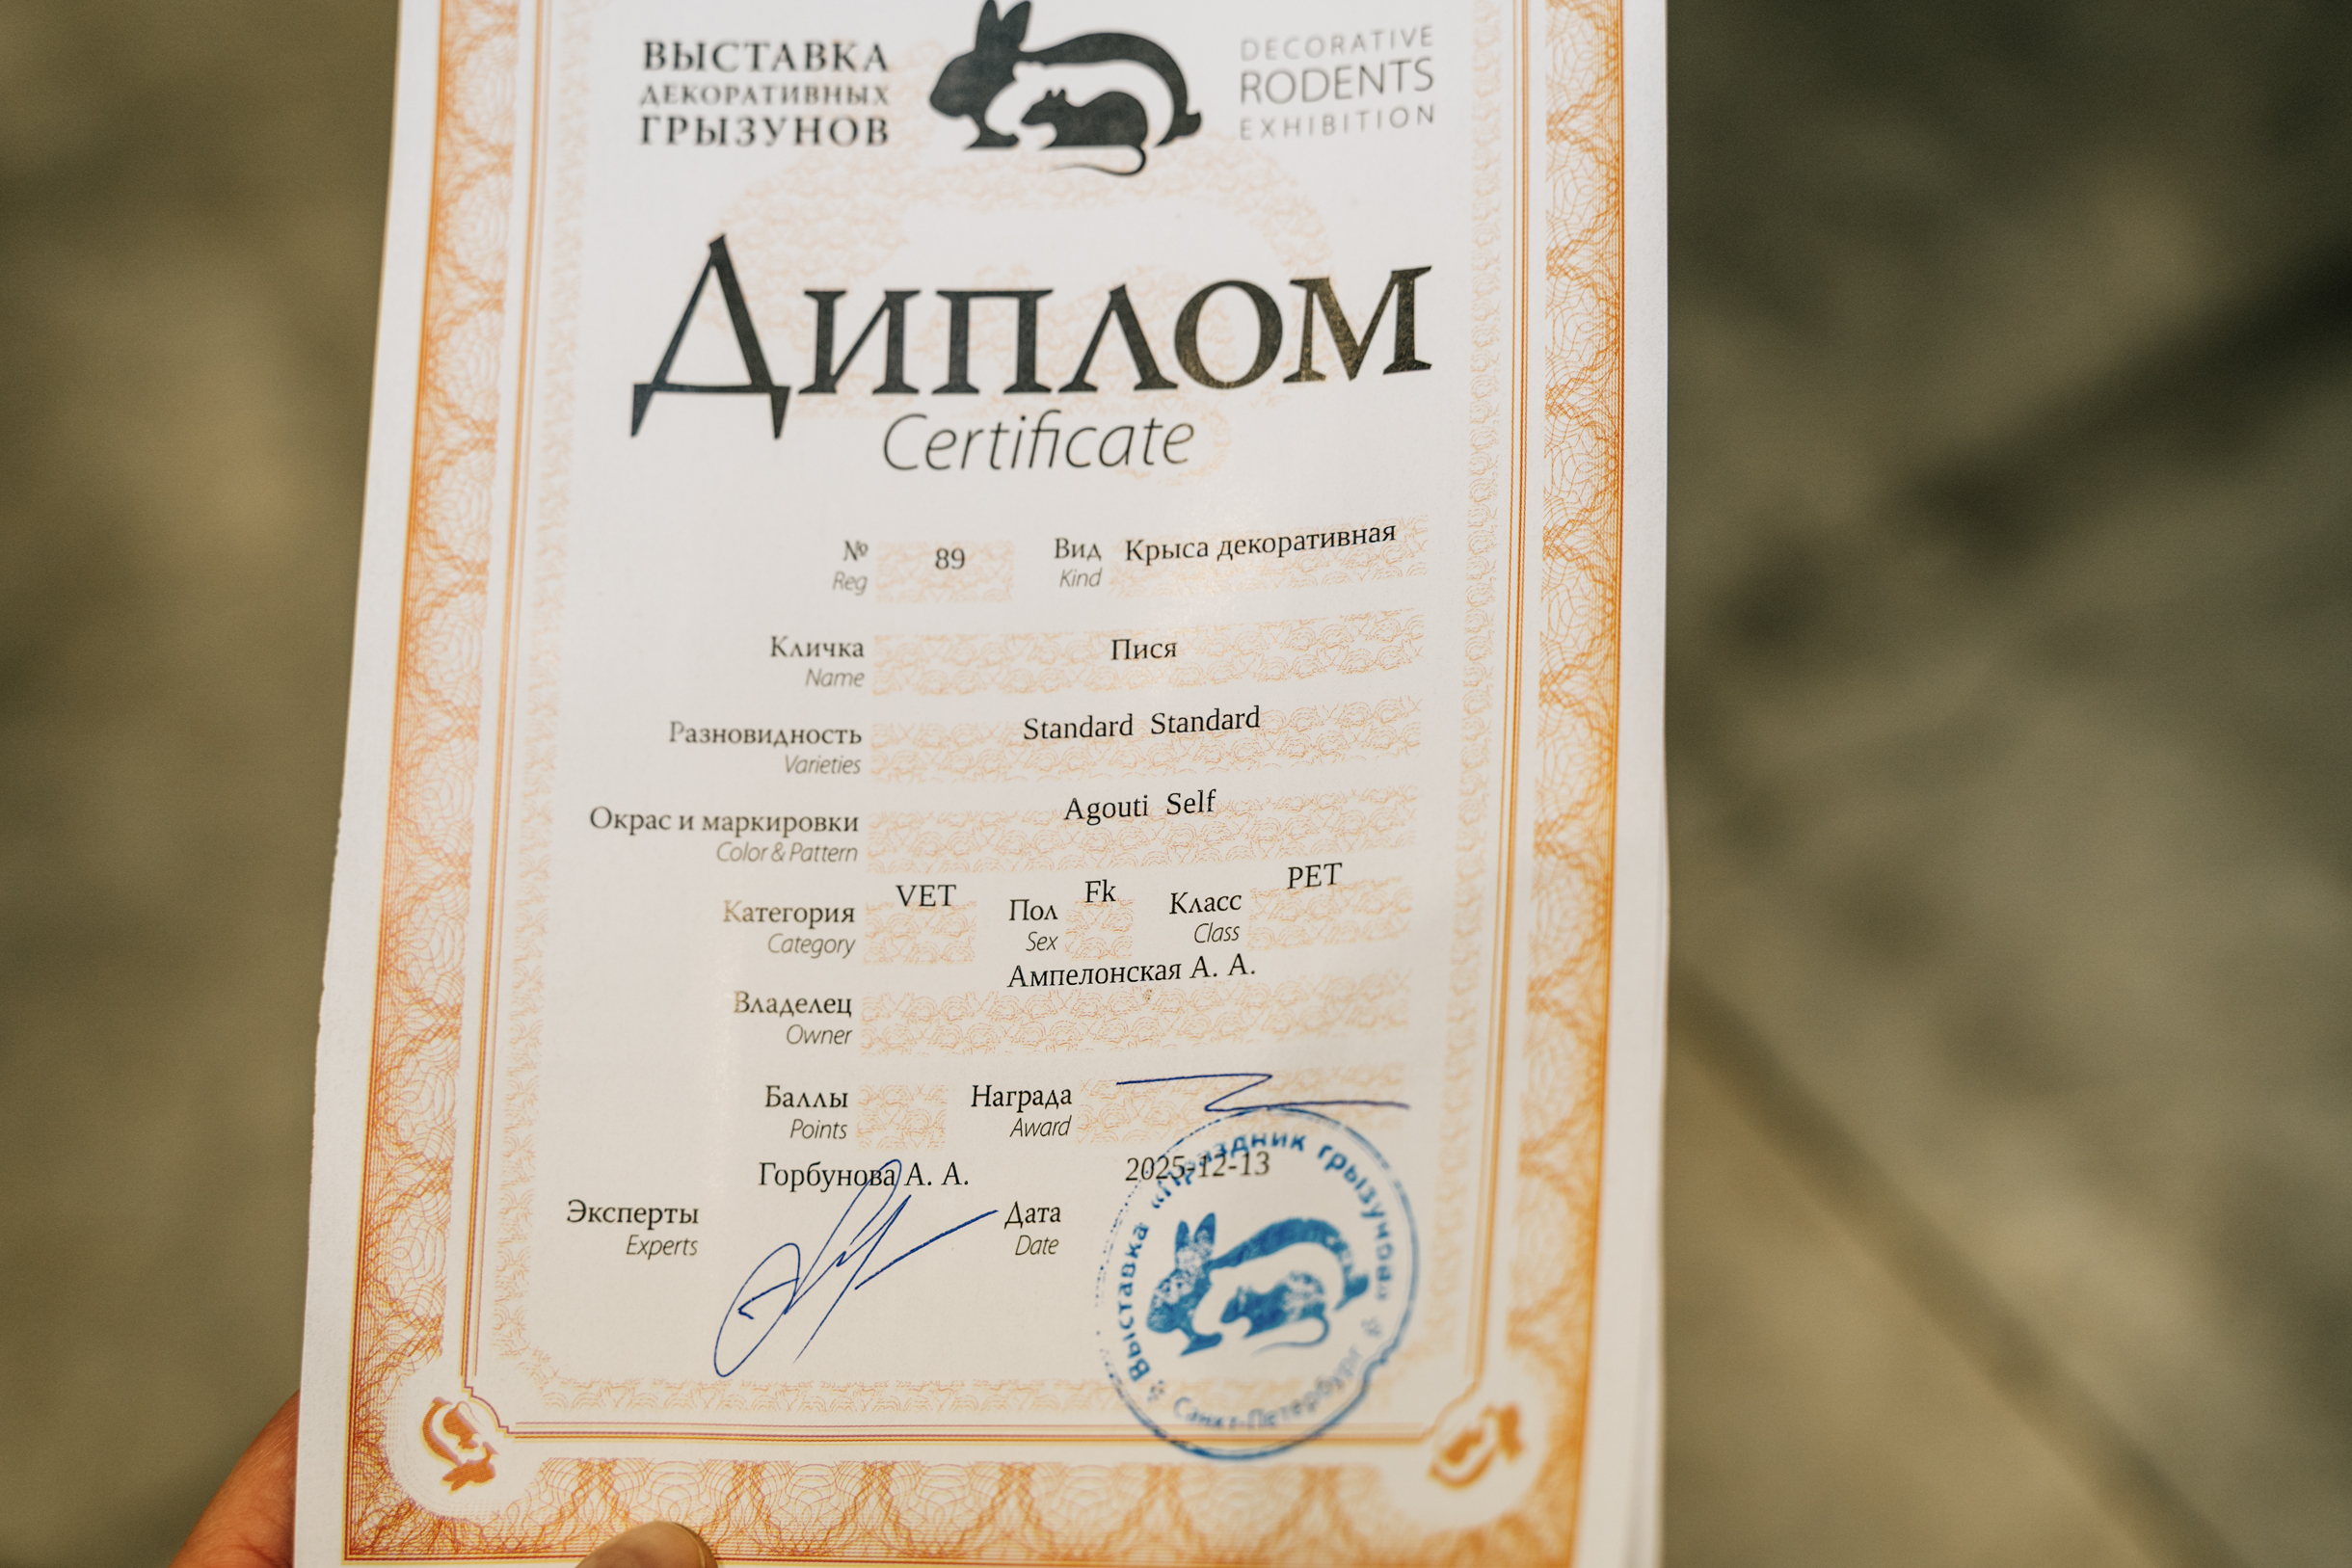 ВЫСТАВКА
ДЕКОРАТИВНЫХ
ГРЫЗУНОВ
DECORATIVE
RODENTS
EXHIBITION
Диплом
Certificate
№ 89 Вид Крыса декоративная
Reg Kind
Кличка Пися
Name
Разновидность Standard Standard
Varieties
Окрас и маркировки Agouti Self
Color & Pattern
Категория VET Пол Fk Класс PET
Category Sex Class
Ампелонская А. А.
Владелец
Owner
Баллы Награда
Points Award
Горбунова А. А. 2025-12-13
Эксперты Дата
Experts Date
Выставка «Праздник грызунов»
Санкт-Петербург